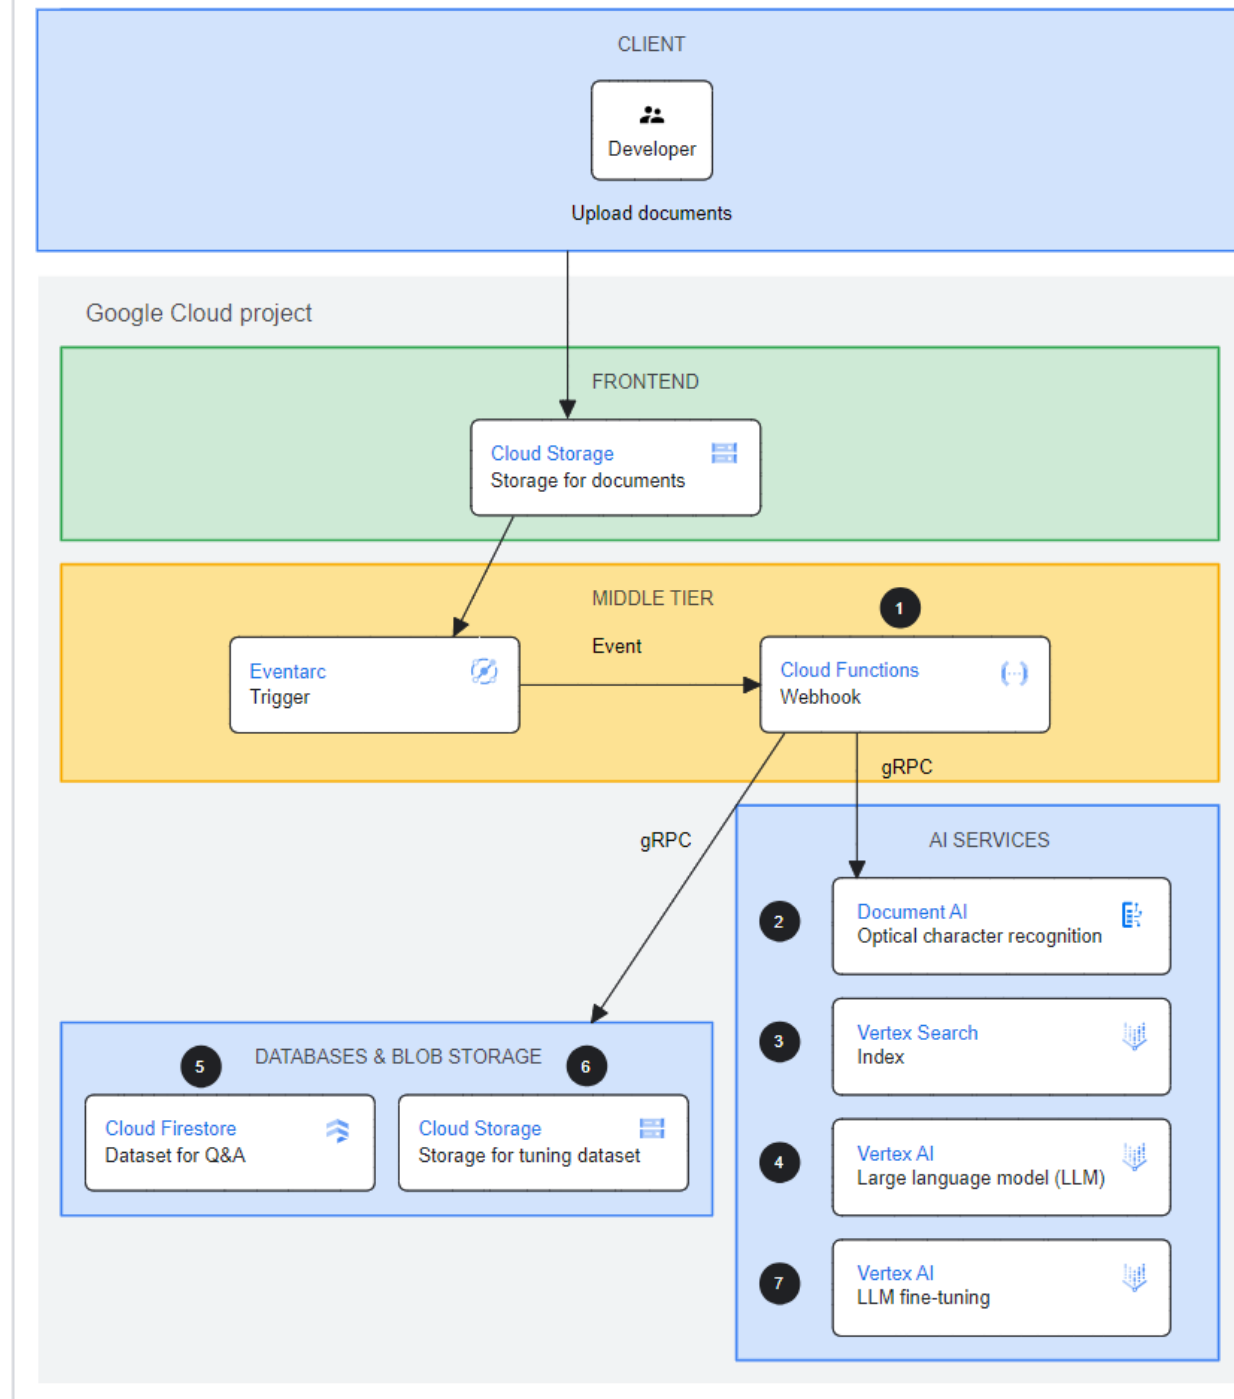 CLIENT
Developer
Upload documents
Google Cloud project
FRONTEND
Cloud Storage
Storage for documents
MIDDLE TIER
1
Event
Eventarc
Trigger
Cloud Functions
Webhook
gRPC
gRPC
AI SERVICES
2
Document AI
Optical character recognition
3
Vertex Search
Index
4
Vertex AI
Large language model (LLM)
7
Vertex AI
LLM fine-tuning
DATABASES & BLOB STORAGE
5
6
Cloud Firestore
Dataset for Q&A
Cloud Storage
Storage for tuning dataset